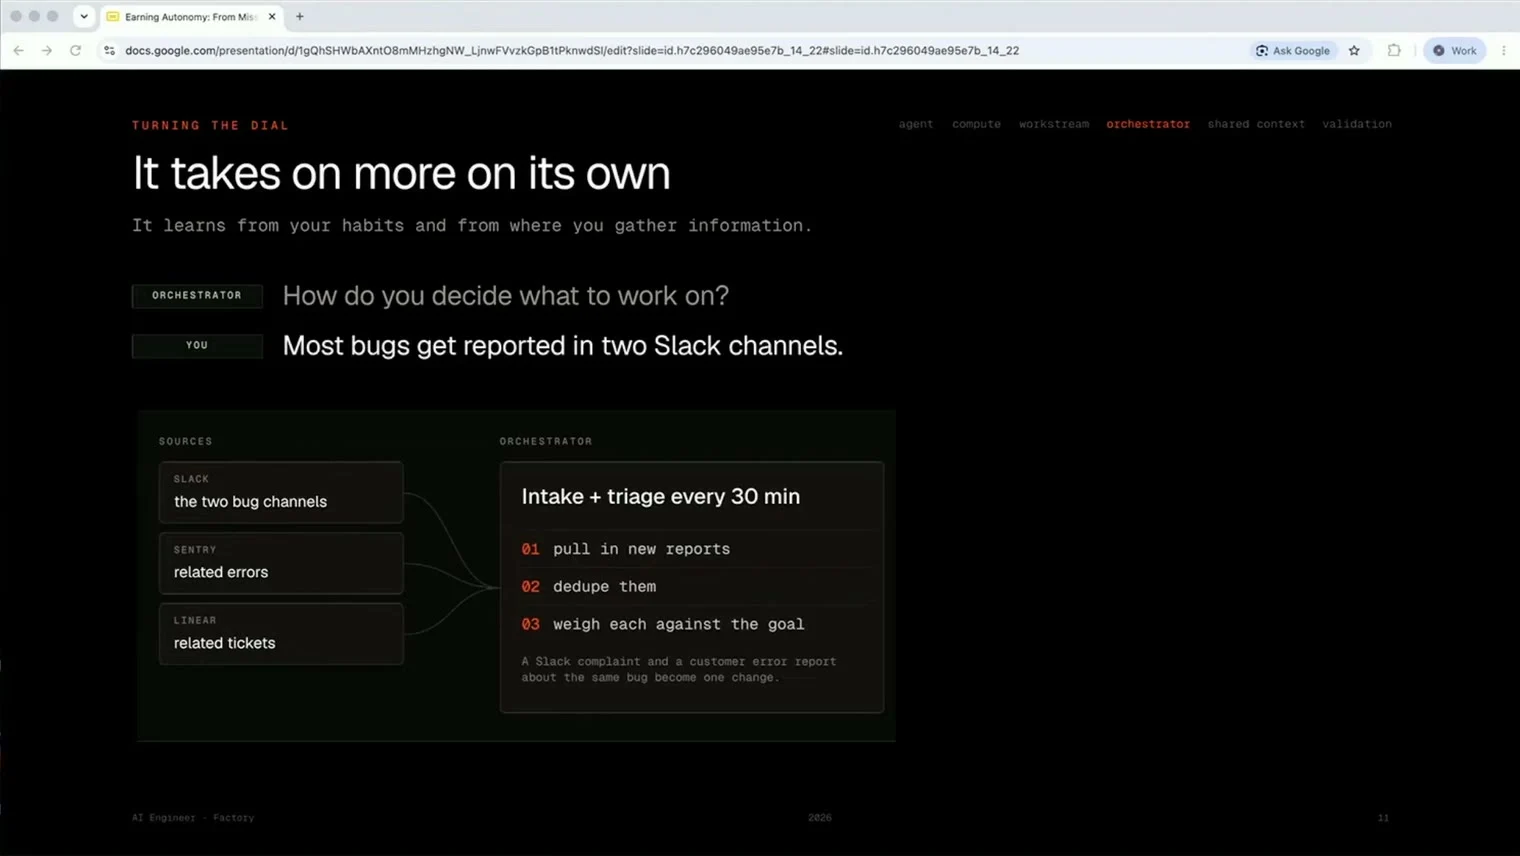 Earning Autonomy: From Miss
docs.google.com/presentation/d/1gQhSHWbAXntO8mMHzhgNW_LjnwFVvzkGpB1tPknwdSI/edit?slide=id.h7c296049ae95e7b_14_22#slide=id.h7c296049ae95e7b_14_22
Ask Google
Work
TURNING THE DIAL
agent compute workstream orchestrator shared context validation
It takes on more on its own
It learns from your habits and from where you gather information.
ORCHESTRATOR How do you decide what to work on?
YOU Most bugs get reported in two Slack channels.
SOURCES
SLACK
the two bug channels
SENTRY
related errors
LINEAR
related tickets
ORCHESTRATOR
Intake + triage every 30 min
01 pull in new reports
02 dedupe them
03 weigh each against the goal
A Slack complaint and a customer error report
about the same bug become one change.
AI Engineer - Factory
2026
11